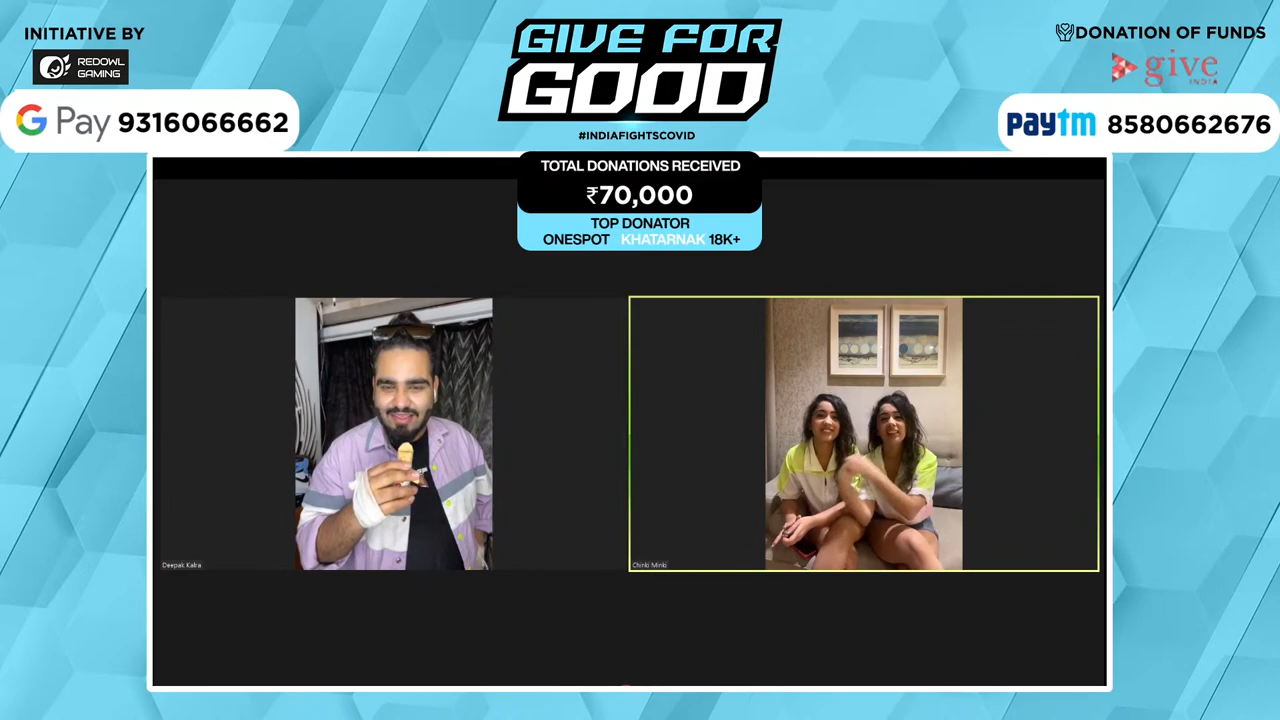 INITIATIVE BY
REDOWL
GAMING
G Pay 9316066662
GIVE FOR
GOOD
#INDIAFIGHTSCOVID
DONATION OF FUNDS
give
INDIA
paytm 8580662676
TOTAL DONATIONS RECEIVED
₹70,000
TOP DONATOR
ONESPOT KHATARNAK 18K+
Deepak Kalra
Chinki Minki